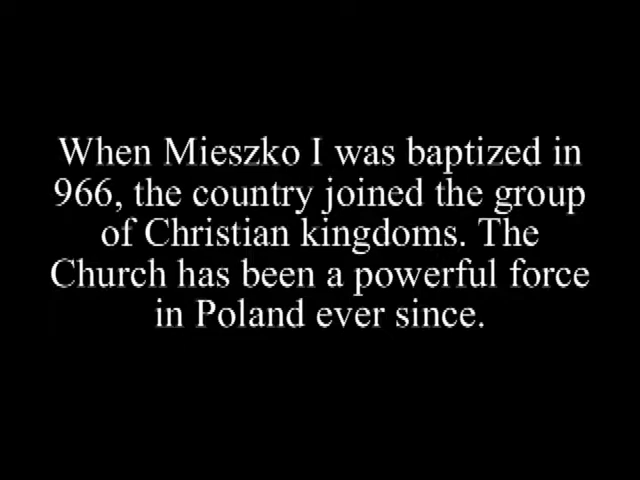 When Mieszko I was baptized in
966, the country joined the group
of Christian kingdoms. The
Church has been a powerful force
in Poland ever since.